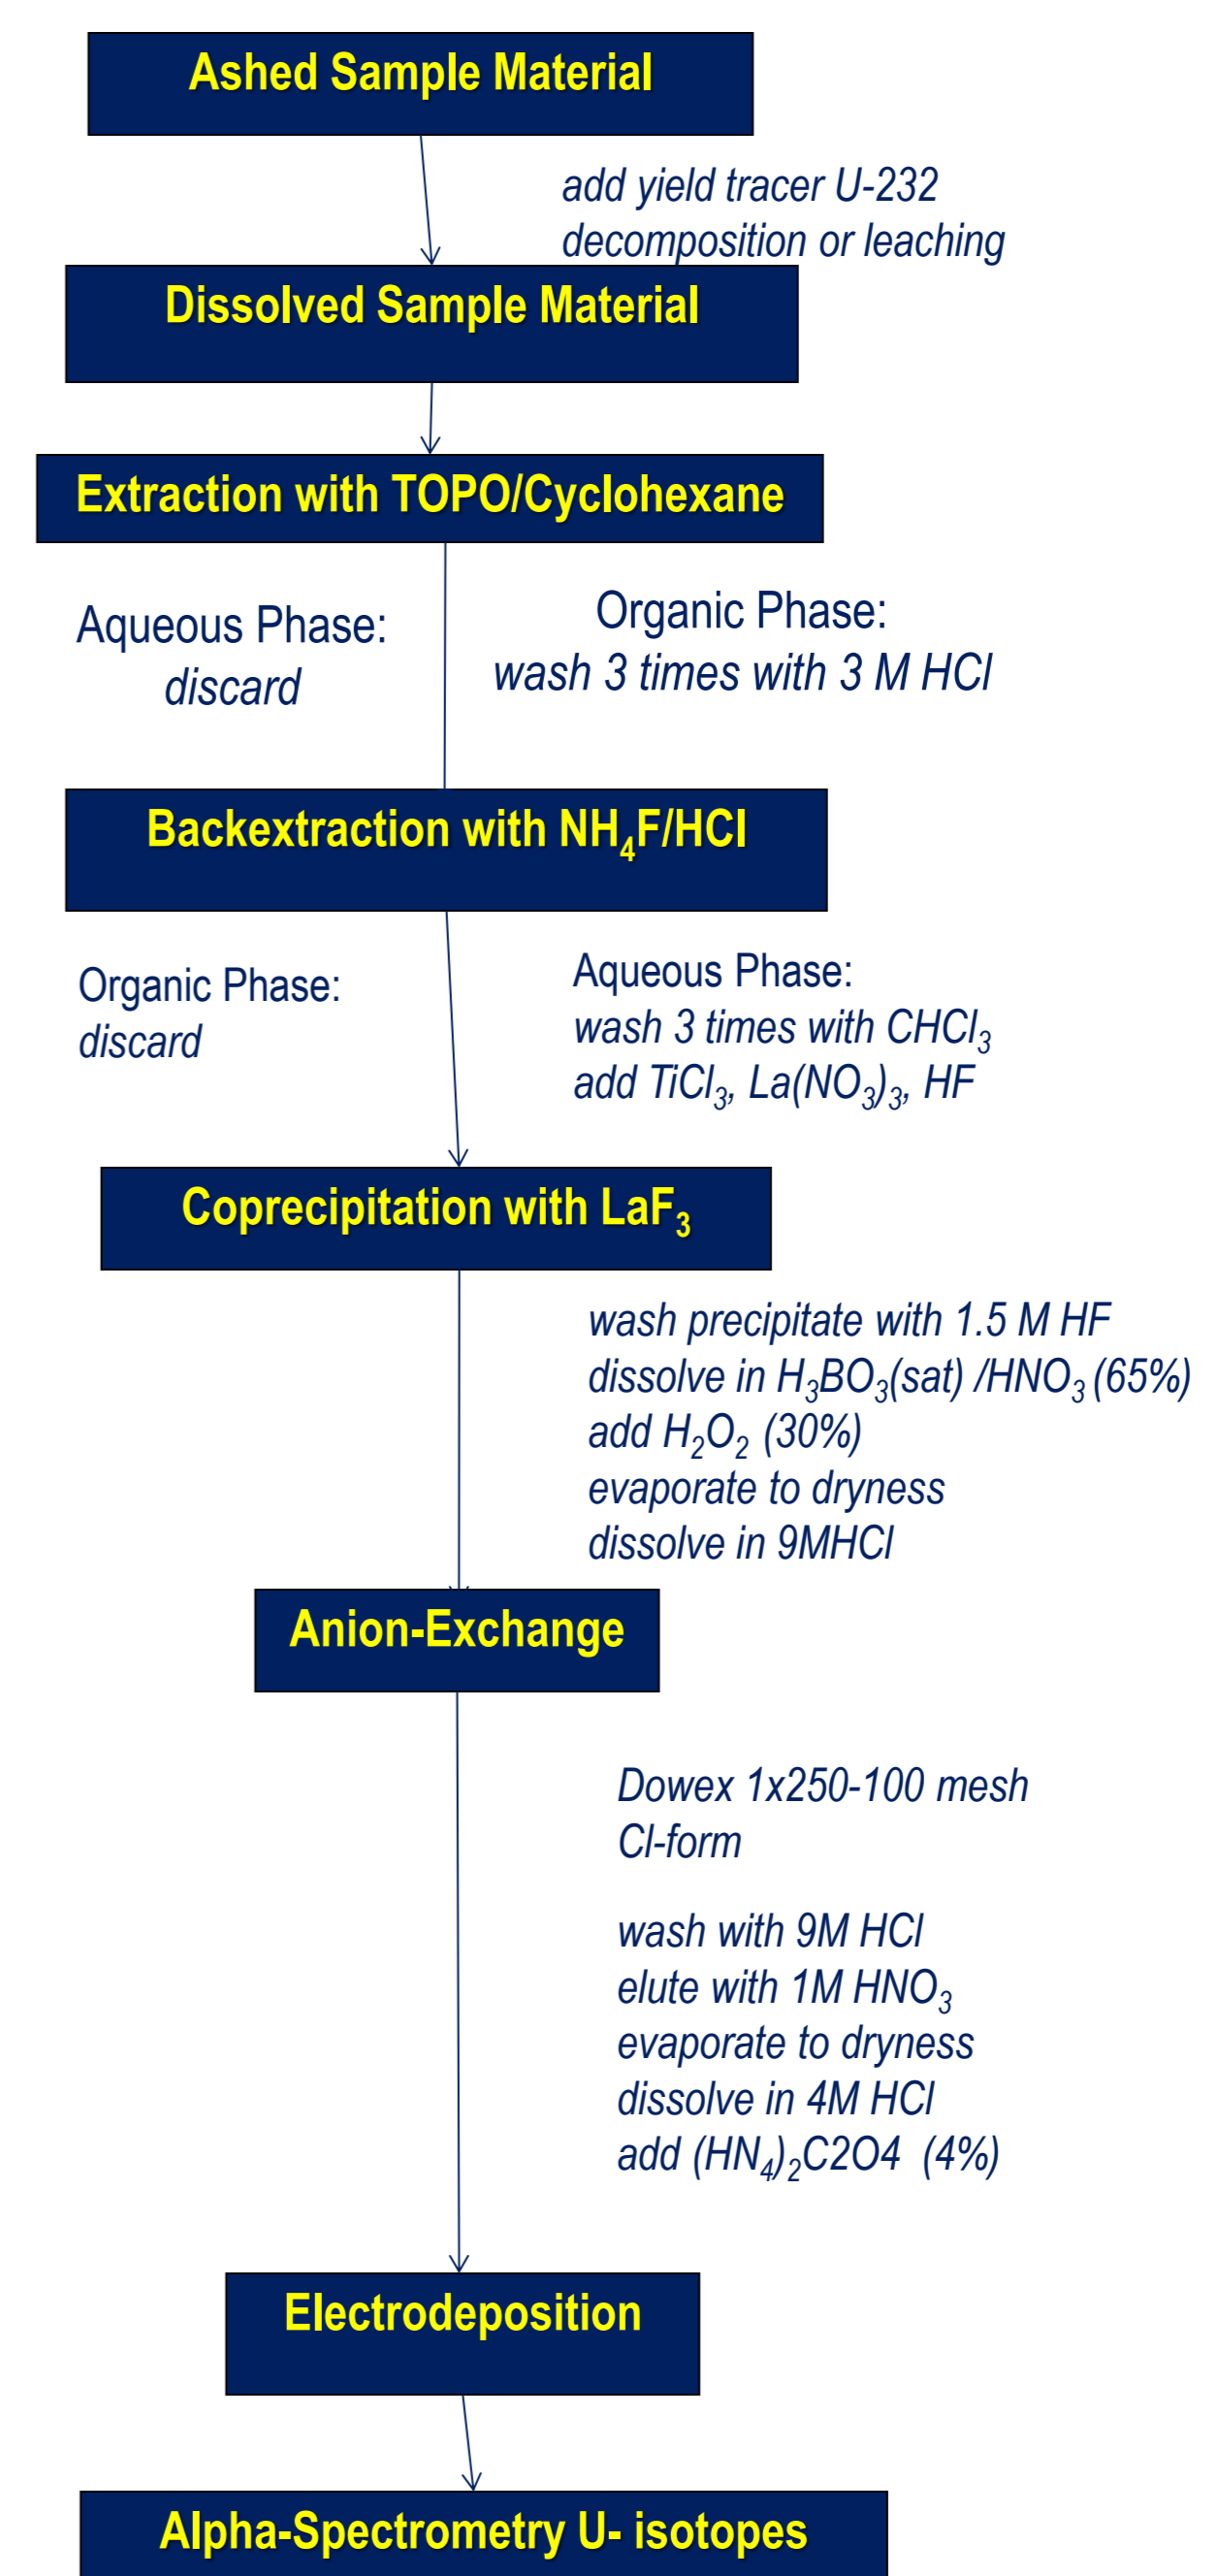 Ashed Sample Material
add yield tracer U-232
decomposition or leaching
Dissolved Sample Material
Extraction with TOPO/Cyclohexane
Aqueous Phase:
discard
Organic Phase:
wash 3 times with 3 M HCl
Backextraction with NH₄F/HCl
Organic Phase:
discard
Aqueous Phase:
wash 3 times with CHCl₃
add TiCl₃, La(NO₃)₃, HF
Coprecipitation with LaF₃
wash precipitate with 1.5 M HF
dissolve in H₃BO₃(sat) /HNO₃ (65%)
add H₂O₂ (30%)
evaporate to dryness
dissolve in 9MHCl
Anion-Exchange
Dowex 1x250-100 mesh
Cl-form
wash with 9M HCl
elute with 1M HNO₃
evaporate to dryness
dissolve in 4M HCl
add (HN₄)₂C2O4 (4%)
Electrodeposition
Alpha-Spectrometry U- isotopes